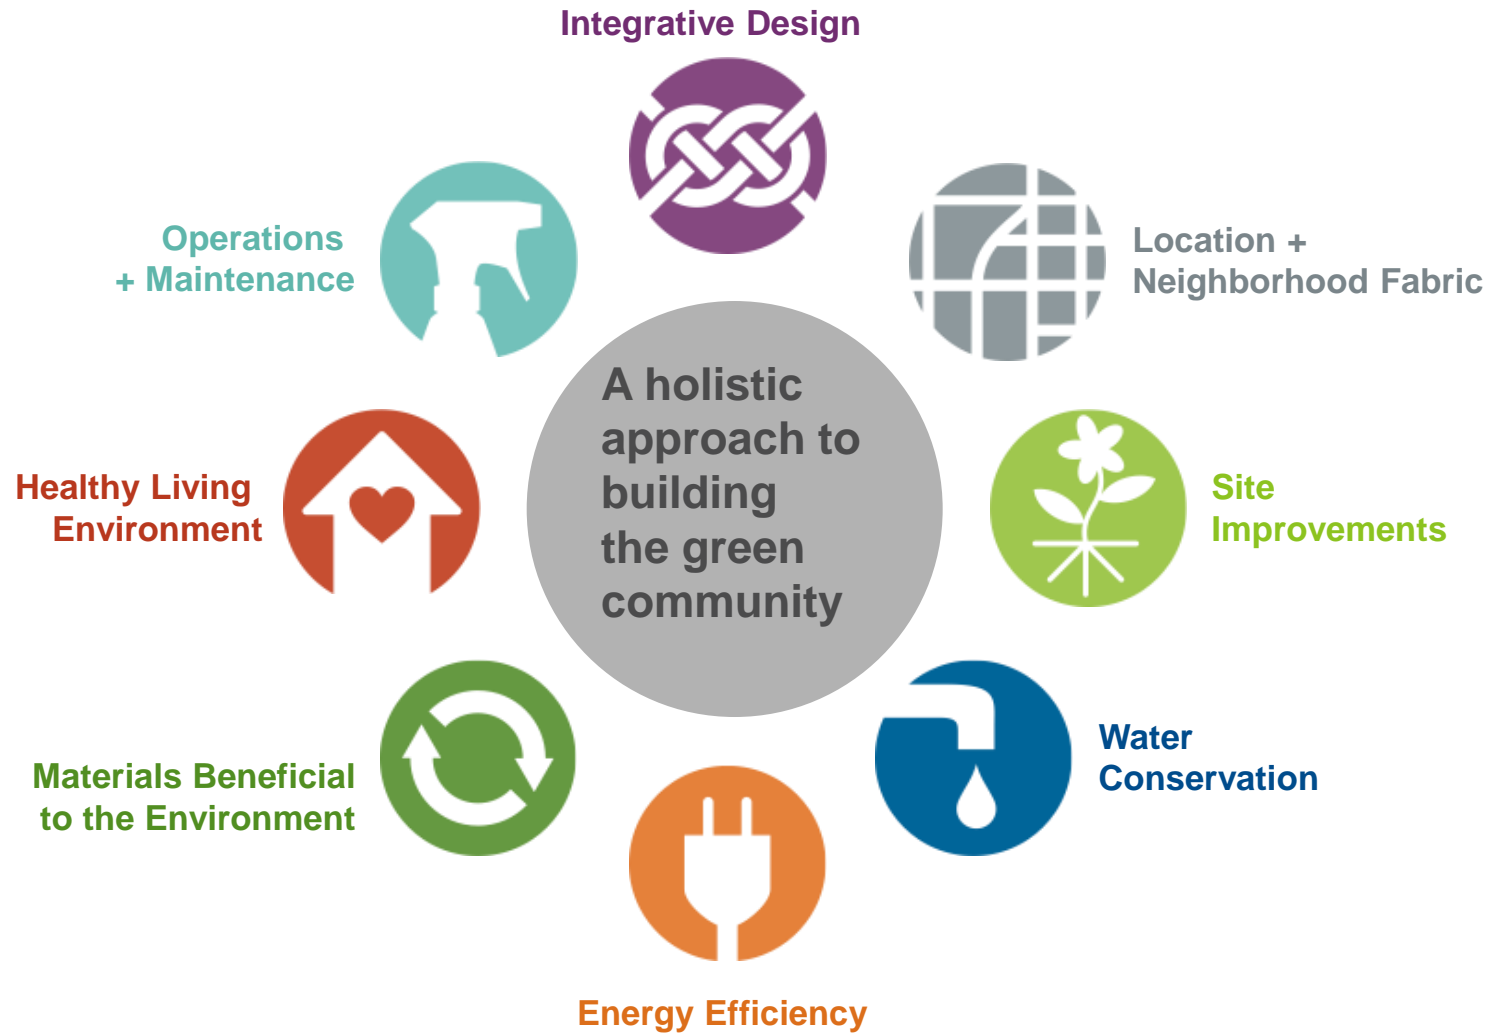 Integrative Design
Operations
+ Maintenance
Location +
Neighborhood Fabric
A holistic
approach to
building
the green
community
Healthy Living
Environment
Site
Improvements
Water
Conservation
Materials Beneficial
to the Environment
Energy Efficiency